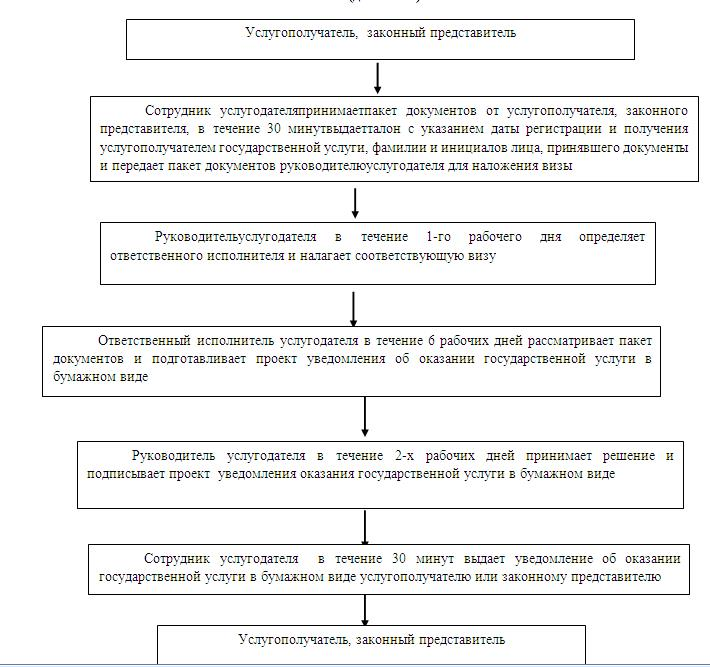 Услугополучатель, законный представитель
Сотрудник услугодателяпринимаетпакет документов от услугополучателя, законного
представителя, в течение 30 минутвыдаетталон с указанием даты регистрации и получения
услугополучателем государственной услуги, фамилии и инициалов лица, принявшего документы
и передает пакет документов руководителюуслугодателя для наложения визы
Руководительуслугодателя в течение 1-го рабочего дня определяет
ответственного исполнителя и налагает соответствующую визу
Ответственный исполнитель услугодателя в течение 6 рабочих дней рассматривает пакет
документов и подготавливает проект уведомления об оказании государственной услуги в
бумажном виде
Руководитель услугодателя в течение 2-х рабочих дней принимает решение и
подписывает проект уведомления оказания государственной услуги в бумажном виде
Сотрудник услугодателя в течение 30 минут выдает уведомление об оказании
государственной услуги в бумажном виде услугополучателю или законному представителю
Услугополучатель, законный представитель